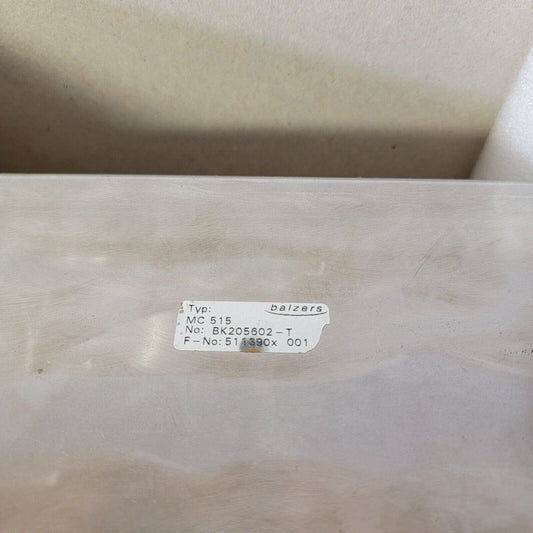 Typ: balzers
MC 515
No: BK205602-T
F-No: 511390x 001